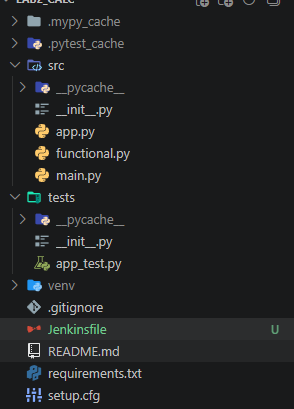 LAB2_CALC
.mypy_cache
.pytest_cache
src
__pycache__
__init__.py
app.py
functional.py
main.py
tests
__pycache__
__init__.py
app_test.py
venv
.gitignore
Jenkinsfile U
README.md
requirements.txt
setup.cfg